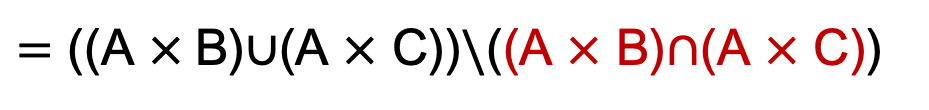 = ((A × B)∪(A × C))\((A × B)∩(A × C))